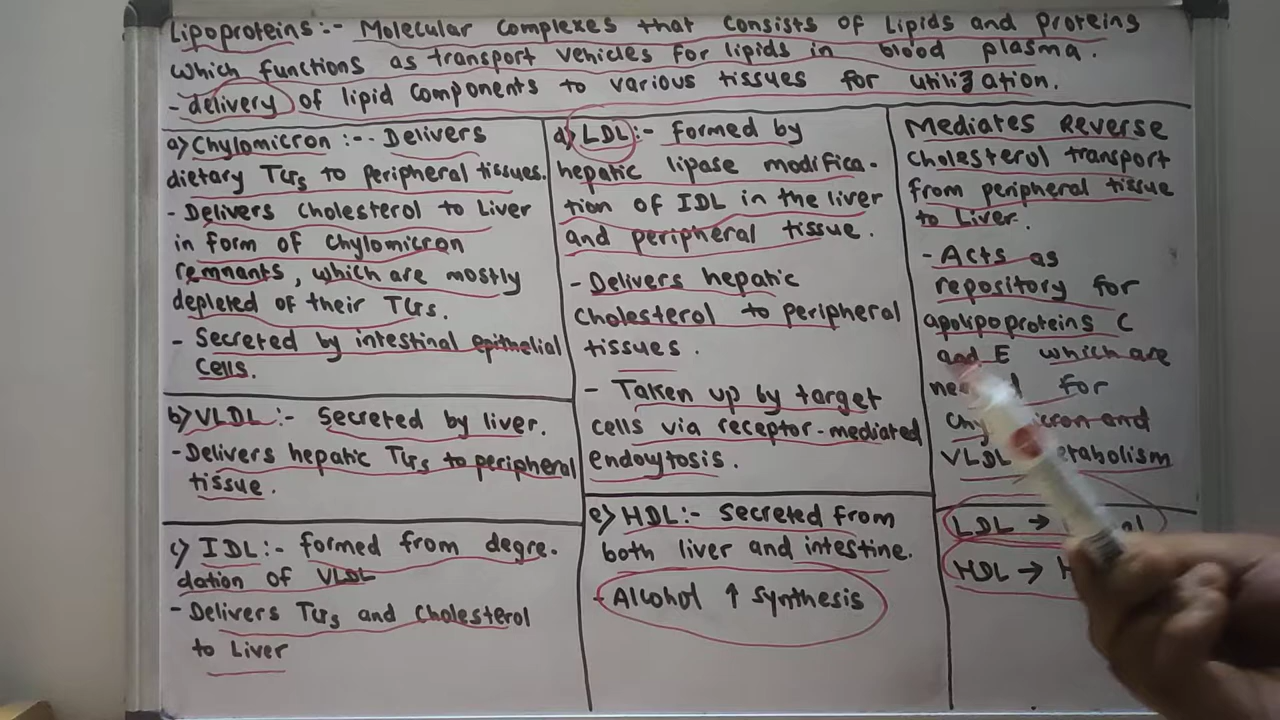 Lipoproteins:- Molecular Complexes that consists of Lipids and proteins
which functions as transport vehicles for lipids in blood plasma.
- delivery of lipid components to various tissues for utilization.
a) Chylomicron :-- Delivers
dietary TGs to peripheral tissues.
- Delivers cholesterol to Liver
in form of chylomicron
remnants, which are mostly
depleted of their TGs.
- Secreted by intestinal epithelial
Cells.
b) VLDL :- Secreted by liver.
- Delivers hepatic TGs to peripheral
tissue.
c) IDL:- formed from degre-
dation of VLDL
- Delivers TGs and cholesterol
to Liver
d) LDL:- formed by
hepatic lipase modifica-
tion of IDL in the liver
and peripheral tissue.
- Delivers hepatic
cholesterol to peripheral
tissues.
- Taken up by target
cells via receptor-mediated
endoytosis.
e) HDL:- Secreted from
both liver and intestine.
- Alcohol ↑ Synthesis
Mediates Reverse
cholesterol transport
from peripheral tissue
to Liver.
- Acts as
repository for
apolipoproteins C
and E which are
for
and
VLDL
LDL →
HDL →